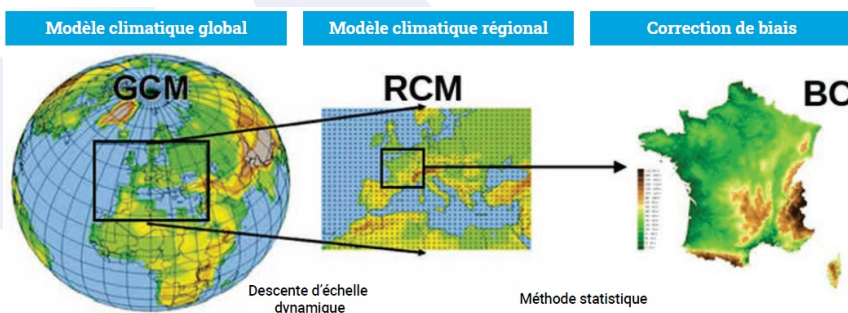 Modèle climatique global
Modèle climatique régional
Correction de biais
GCM
RCM
BC
Descente d’échelle
dynamique
Méthode statistique